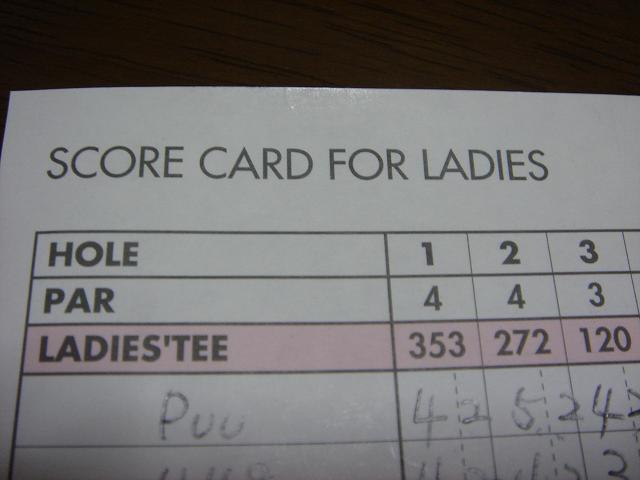 SCORE CARD FOR LADIES
HOLE 1 2 3
PAR 4 4 3
LADIES'TEE 353 272 120
Puu 4 2 5 2 4